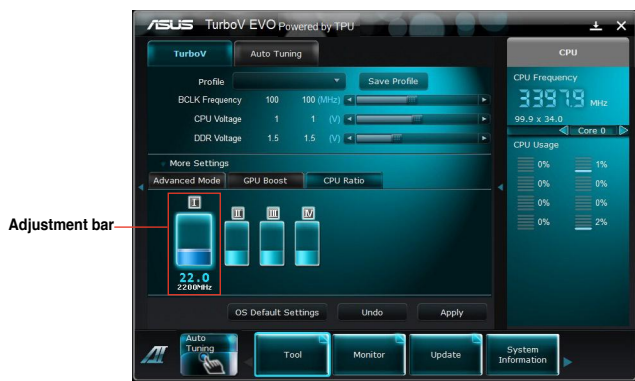 ASUS TurboV EVO Powered by TPU
TurboV Auto Tuning
Profile Save Profile
BCLK Frequency 100 100 (MHz)
CPU Voltage 1 1 (V)
DDR Voltage 1.5 1.5 (V)
More Settings
Advanced Mode GPU Boost CPU Ratio
I II III IV
Adjustment bar
22.0
2200MHz
OS Default Settings Undo Apply
CPU
CPU Frequency
3397.9 MHz
99.9 x 34.0
Core 0
CPU Usage
0% 1%
0% 0%
0% 0%
0% 2%
AI Auto Tuning Tool Monitor Update System Information